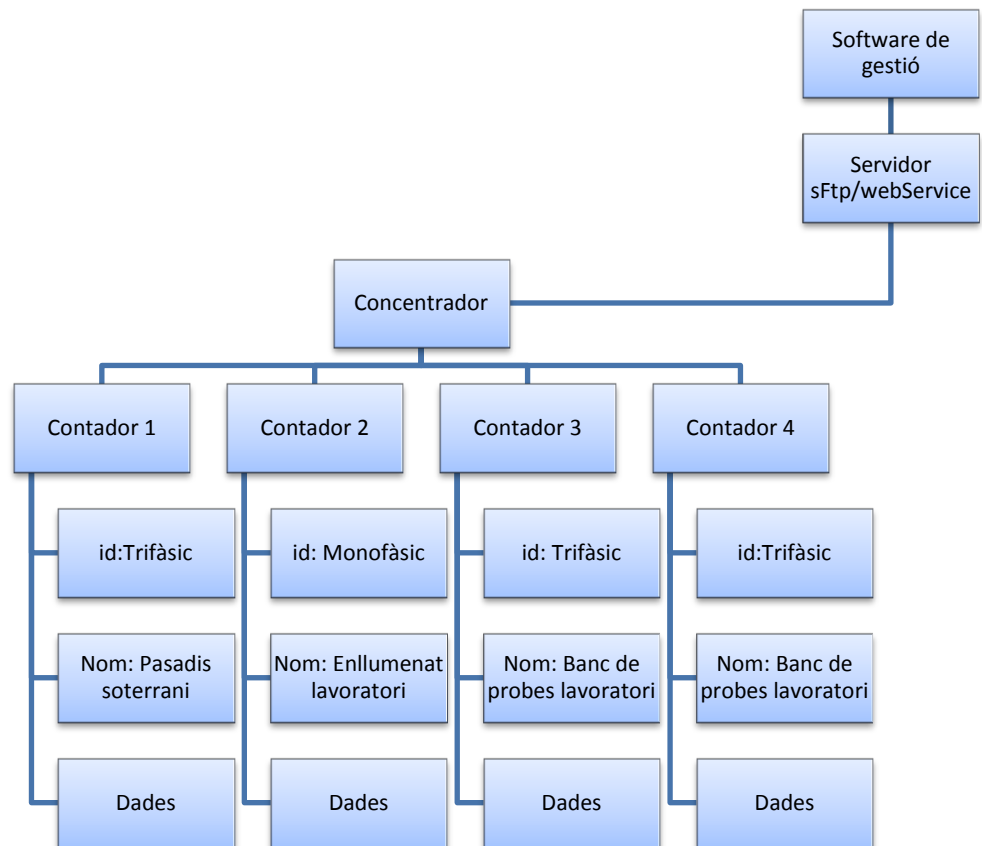 Software de
gestió
Servidor
sFtp/webService
Concentrador
Contador 1
Contador 2
Contador 3
Contador 4
id:Trifàsic
id: Monofàsic
id: Trifàsic
id:Trifàsic
Nom: Pasadis
soterrani
Nom: Enllumenat
lavoratori
Nom: Banc de
probes lavoratori
Nom: Banc de
probes lavoratori
Dades
Dades
Dades
Dades